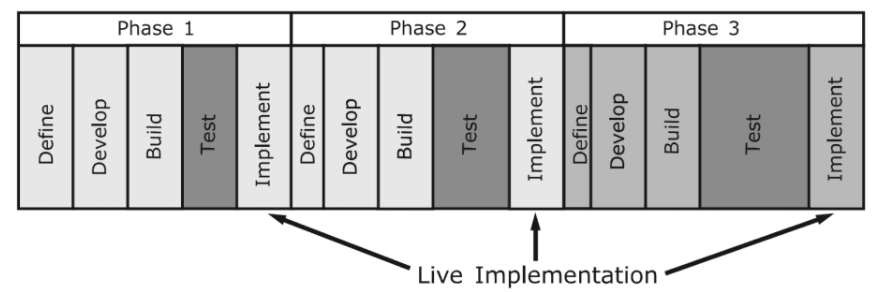 Phase 1
Phase 2
Phase 3
Define
Develop
Build
Test
Implement
Define
Develop
Build
Test
Implement
Define
Develop
Build
Test
Implement
Live Implementation